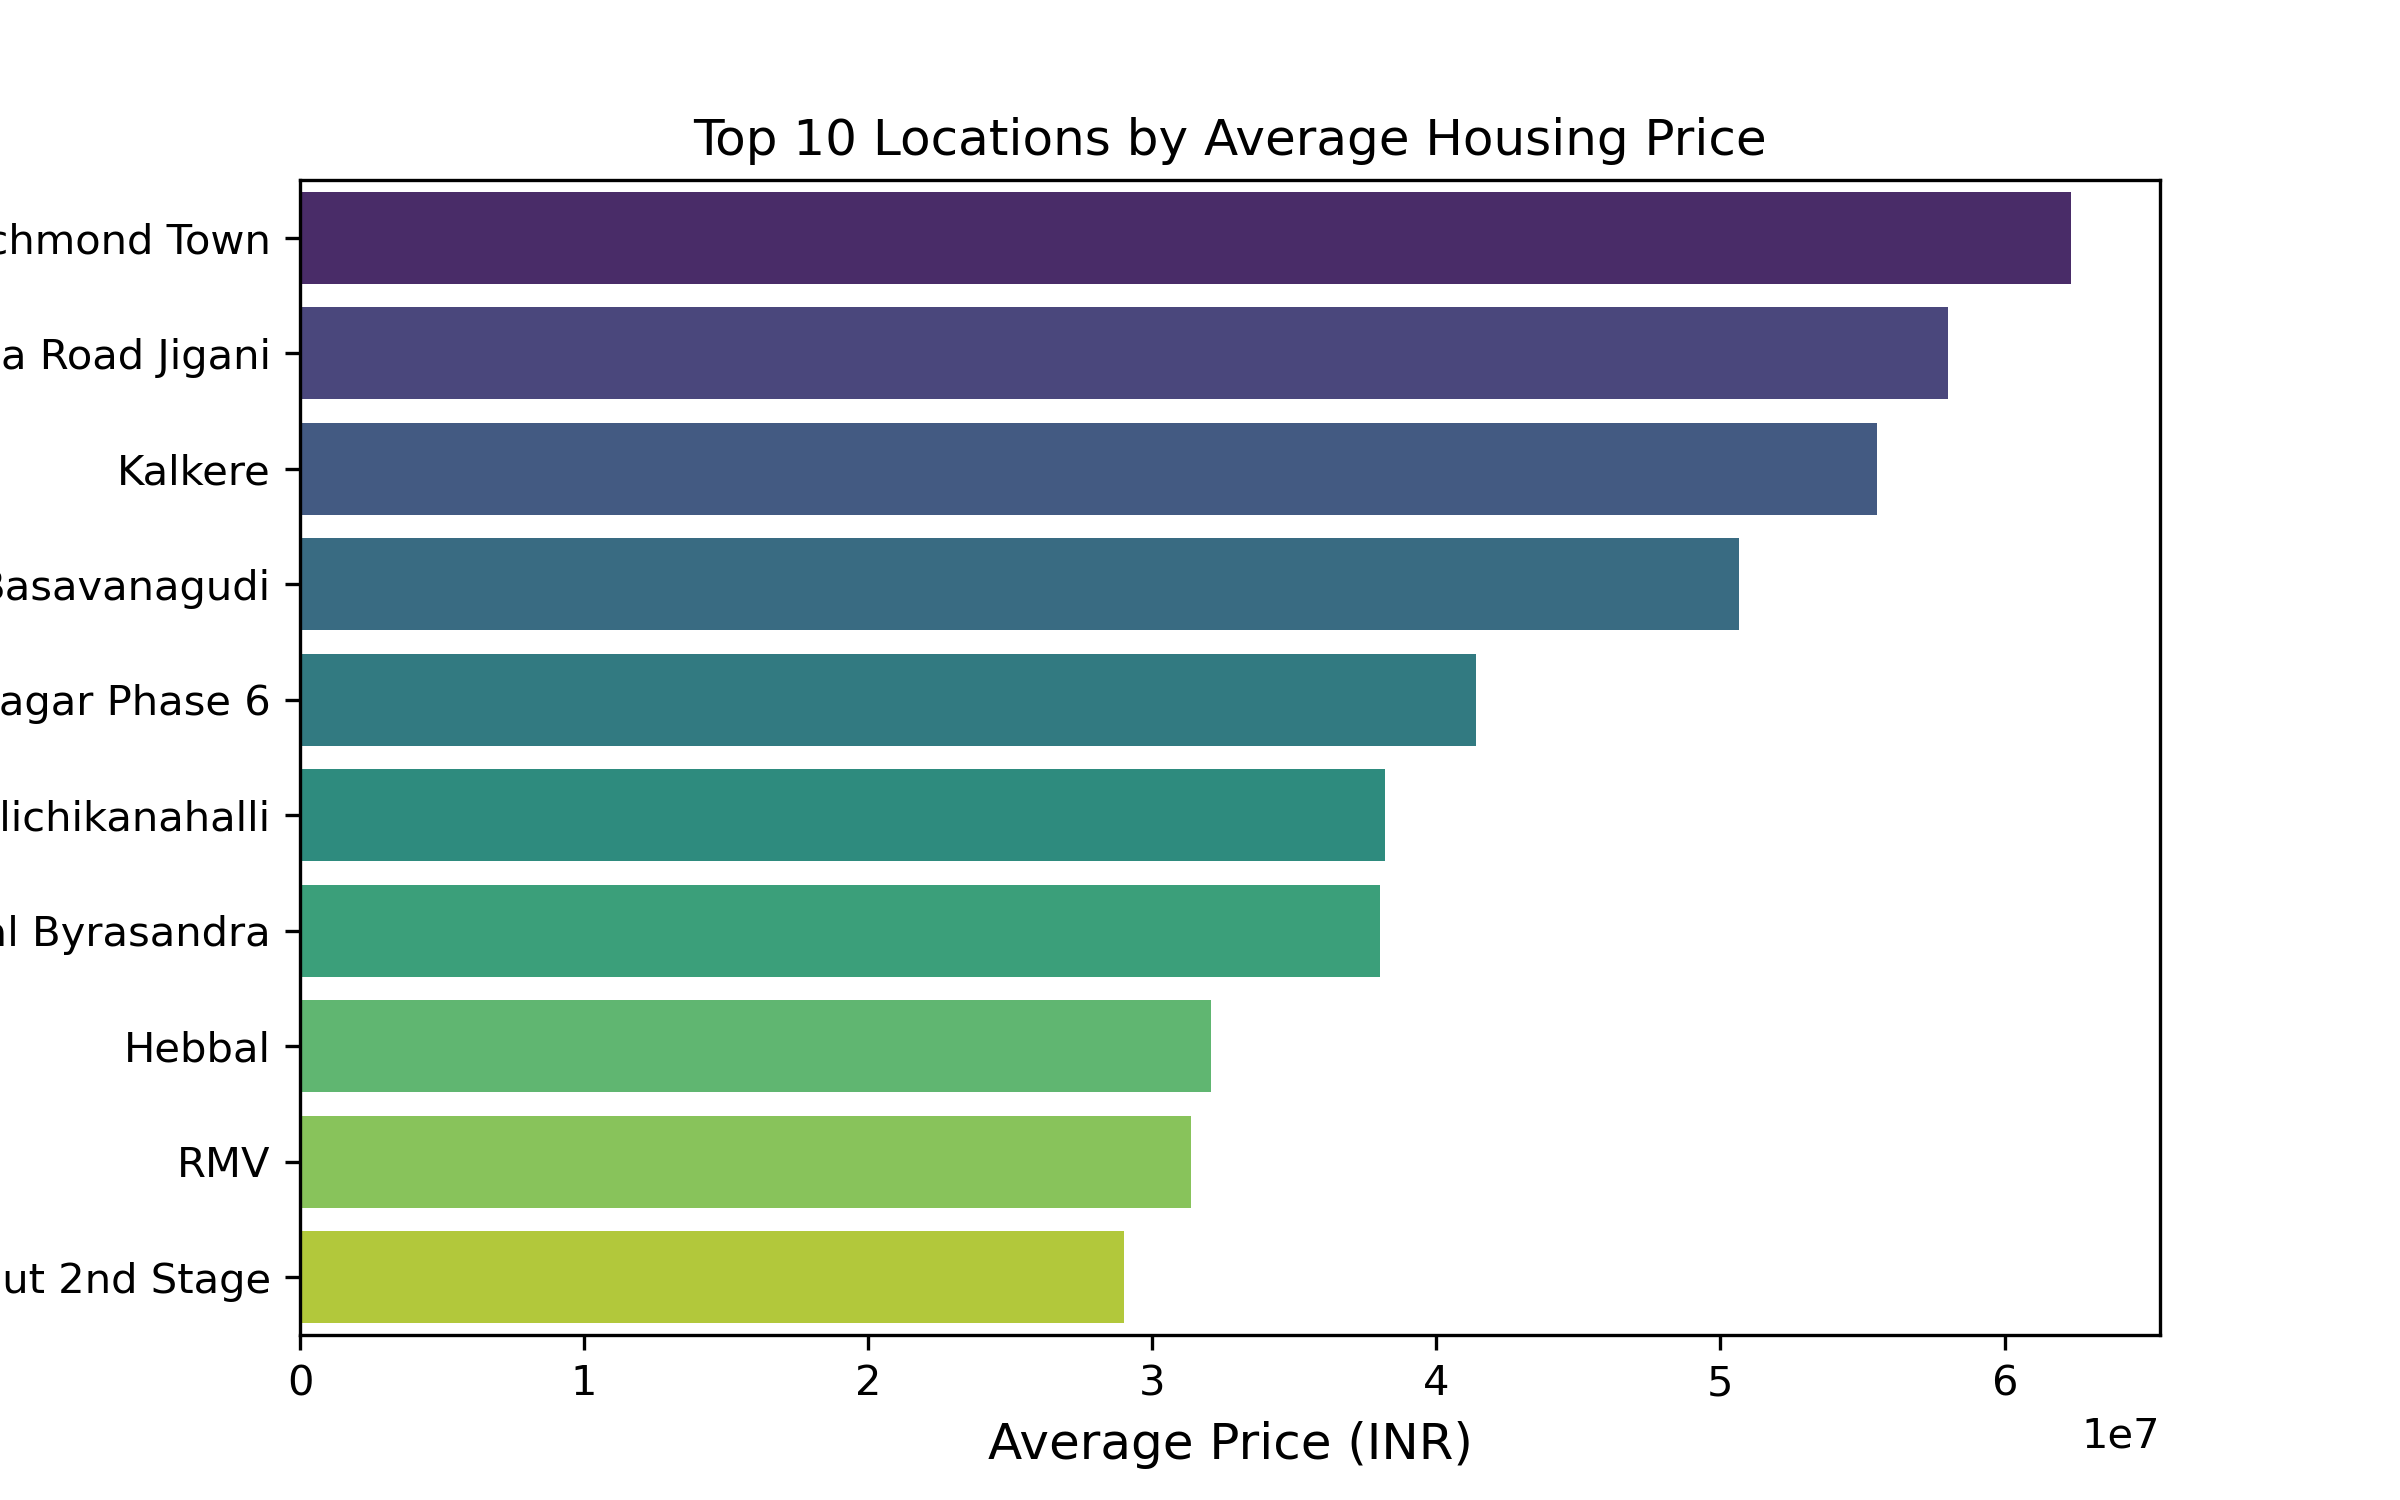 Top 10 Locations by Average Housing Price
chmond Town
a Road Jigani
Kalkere
Basavanagudi
agar Phase 6
lichikanahalli
al Byrasandra
Hebbal
RMV
ut 2nd Stage
0 1 2 3 4 5 6
1e7
Average Price (INR)